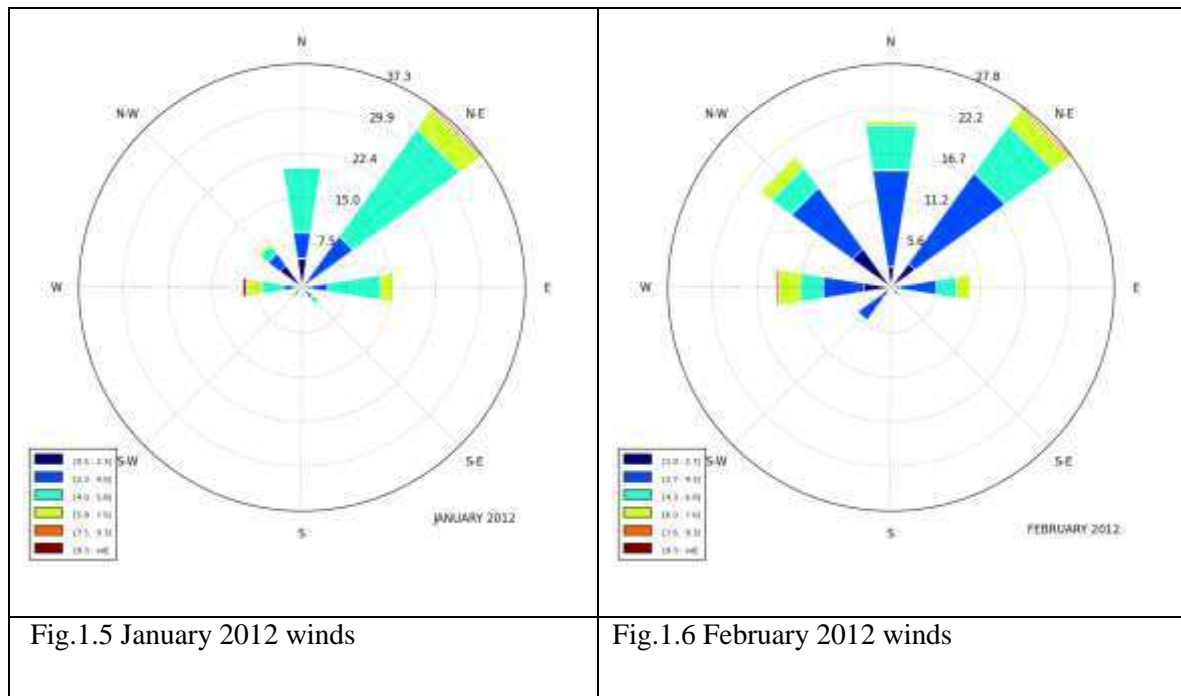 N
37.3
N-W
N-E
29.9
22.4
15.0
7.5
W
E
S-W
S-E
S
JANUARY 2012
N
27.8
N-W
N-E
22.2
16.7
11.2
5.6
W
E
S-W
S-E
S
FEBRUARY 2012
Fig.1.5 January 2012 winds
Fig.1.6 February 2012 winds